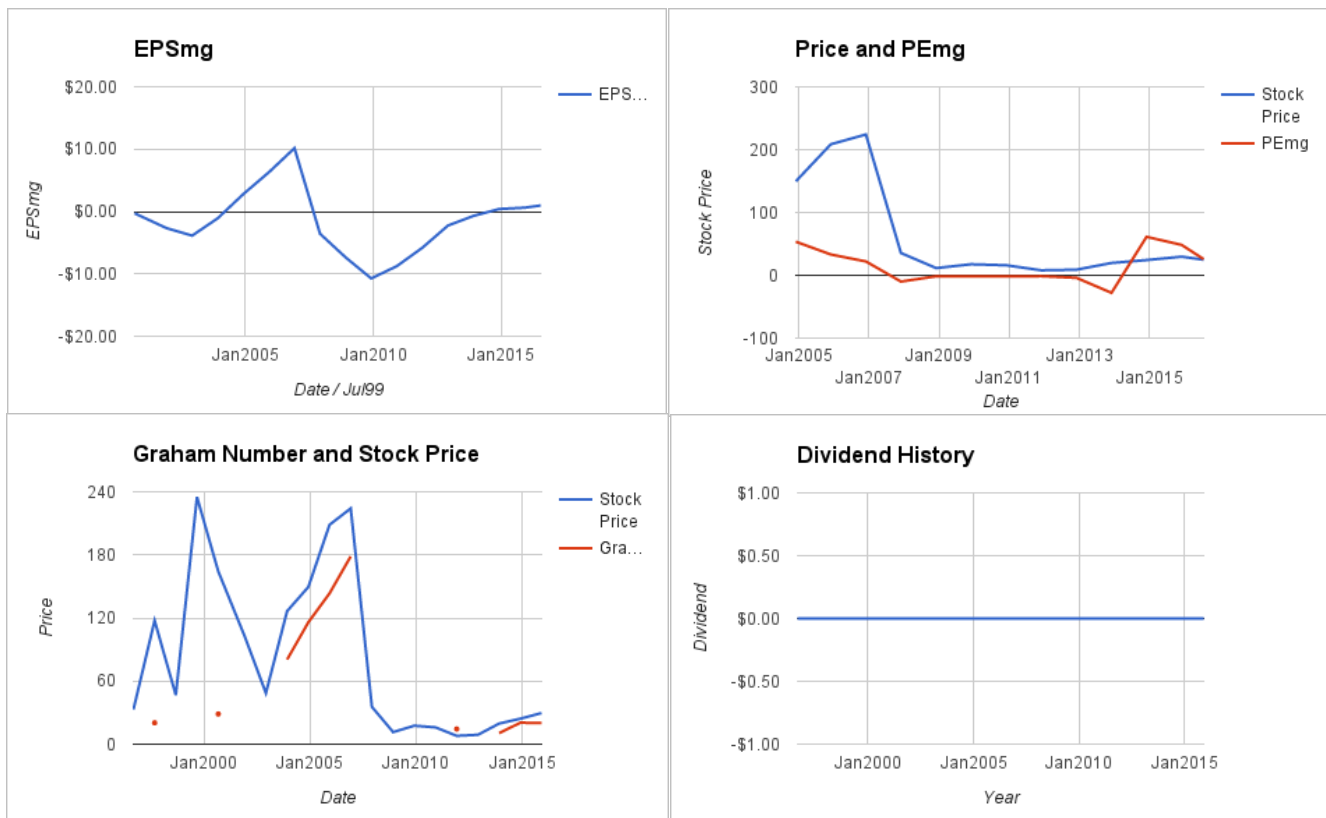 EPSmg
$20.00
$10.00
$0.00
-$10.00
-$20.00
EPSmg
Jan2005
Jan2010
Jan2015
Date / Jul99
EPS...
Price and PEmg
300
200
100
0
-100
Stock Price
Jan2005
Jan2007
Jan2009
Jan2011
Jan2013
Jan2015
Date
Stock
Price
PEmg
Graham Number and Stock Price
240
180
120
60
0
Price
Jan2000
Jan2005
Jan2010
Jan2015
Date
Stock
Price
Gra...
Dividend History
$1.00
$0.50
$0.00
-$0.50
-$1.00
Dividend
Jan2000
Jan2005
Jan2010
Jan2015
Year